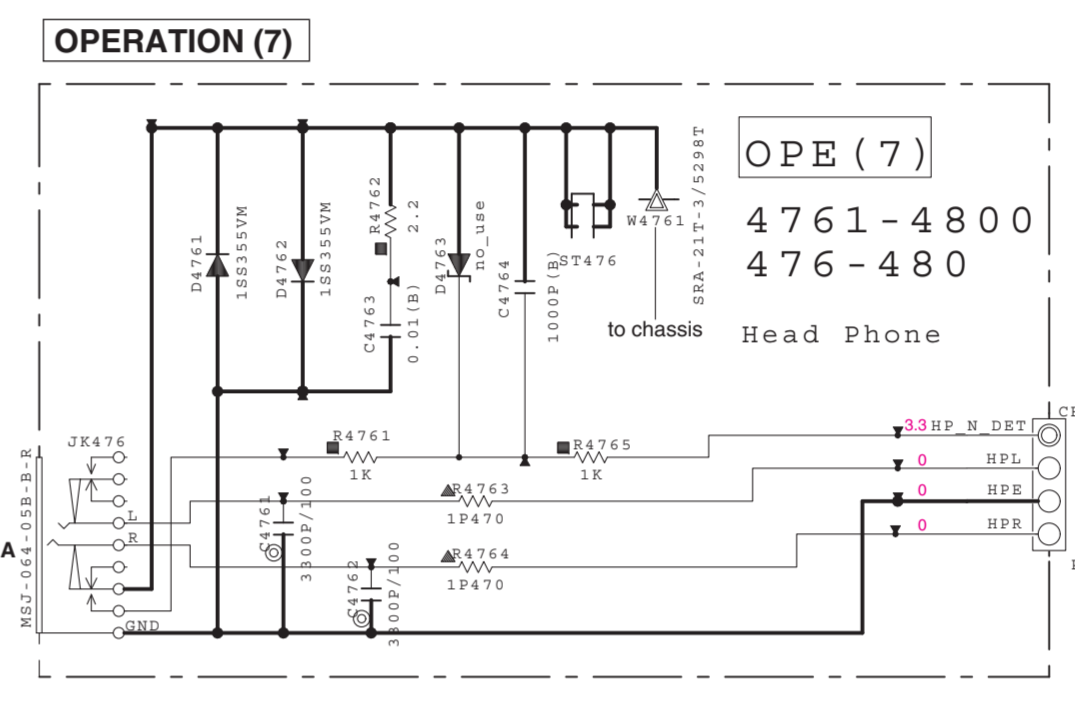 OPERATION (7)
OPE(7)
4761-4800
476-480
Head Phone
D4761
1SS355VM
D4762
1SS355VM
R4762
2.2
C4763
0.01(B)
D4763
no_use
C4764
1000P(B)
ST476
W4761
SRA-21T-3/5298T
to chassis
JK476
MSJ-064-05B-B-R
A
L
R
GND
R4761
1K
R4765
1K
R4763
1P470
R4764
1P470
C4761
3300P/100
C4762
3300P/100
3.3 HP_N_DET
0 HPL
0 HPE
0 HPR